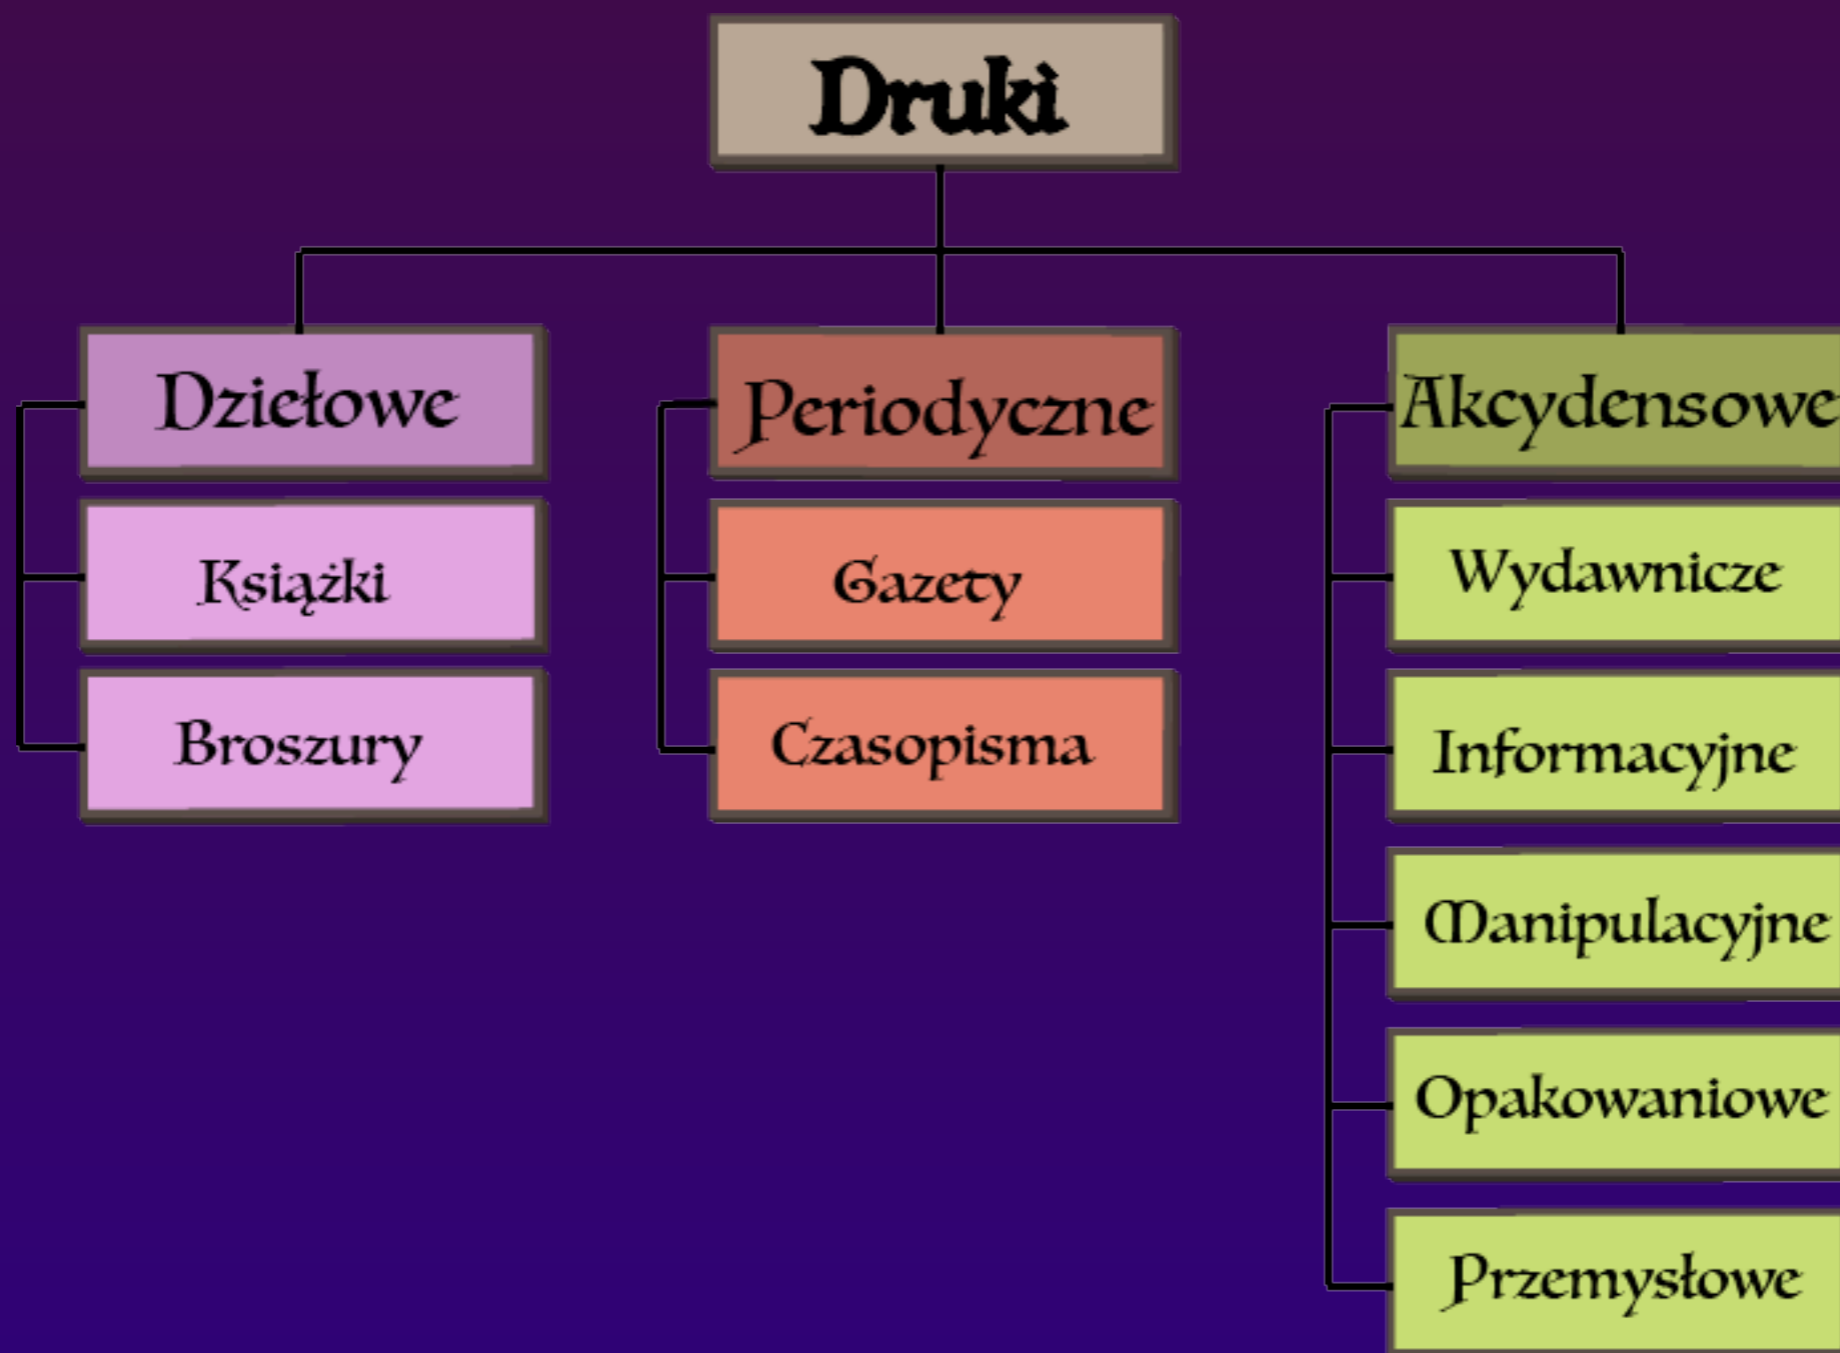 Druki
Dziełowe
Książki
Broszury
Periodyczne
Gazety
Czasopisma
Akcydensowe
Wydawnicze
Informacyjne
Manipulacyjne
Opakowaniowe
Przemysłowe